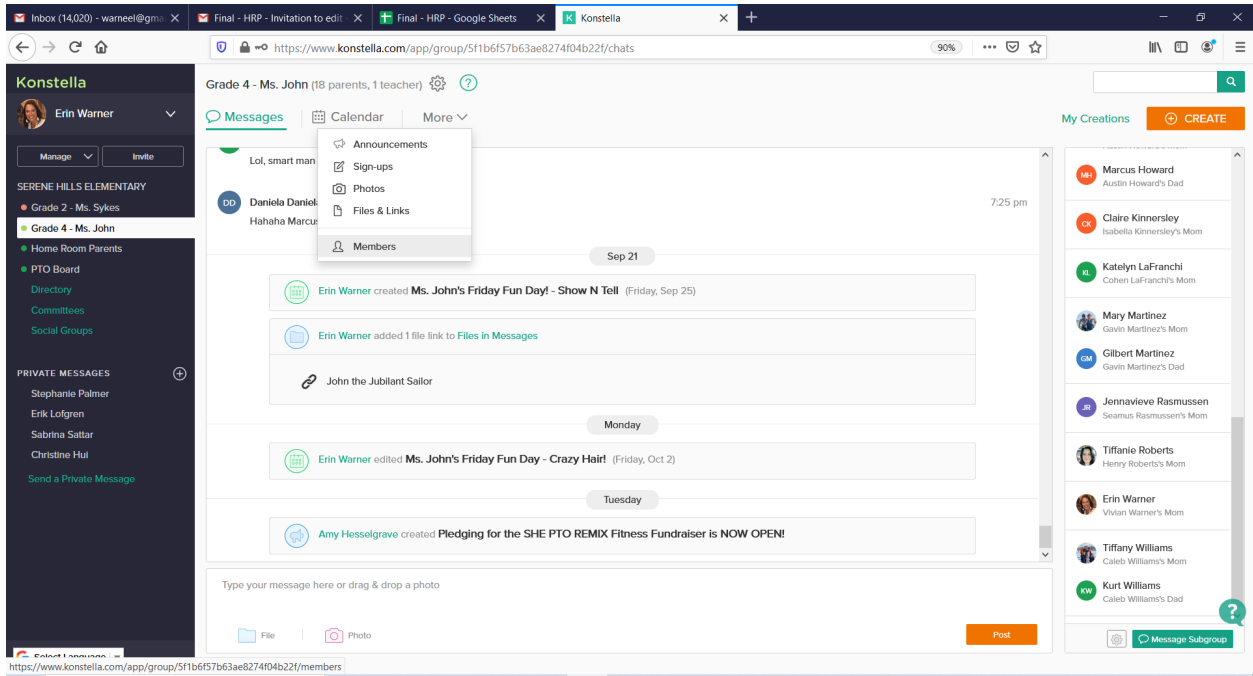 Inbox (14,020) - warneel@gma
Final - HRP - Invitation to edit -
Final - HRP - Google Sheets
K Konstella
https://www.konstella.com/app/group/5f1b6f57b63ae8274f04b22f/chats
90%
Konstella
Erin Warner
Manage
Invite
SERENE HILLS ELEMENTARY
Grade 2 - Ms. Sykes
Grade 4 - Ms. John
Home Room Parents
PTO Board
Directory
Committees
Social Groups
PRIVATE MESSAGES
Stephanie Palmer
Erik Lofgren
Sabrina Sattar
Christine Hui
Send a Private Message
Select Language
https://www.konstella.com/app/group/5f1b6f57b63ae8274f04b22f/members
Grade 4 - Ms. John (18 parents, 1 teacher) ?
Messages
Calendar
More
My Creations
CREATE
Announcements
Sign-ups
Photos
Files & Links
Members
Lol, smart man
DD
Daniela Daniel
7:25 pm
Hahaha Marcu
Sep 21
Erin Warner created Ms. John's Friday Fun Day! - Show N Tell (Friday, Sep 25)
Erin Warner added 1 file link to Files in Messages
John the Jubilant Sailor
Monday
Erin Warner edited Ms. John's Friday Fun Day - Crazy Hair! (Friday, Oct 2)
Tuesday
Amy Hesselgrave created Pledging for the SHE PTO REMIX Fitness Fundraiser is NOW OPEN!
Type your message here or drag & drop a photo
File
Photo
Post
MH
Marcus Howard
Austin Howard's Dad
CK
Claire Kinnersley
Isabella Kinnersley's Mom
KL
Katelyn LaFranchi
Cohen LaFranchi's Mom
Mary Martinez
Gavin Martinez's Mom
GM
Gilbert Martinez
Gavin Martinez's Dad
JR
Jennavieve Rasmussen
Seamus Rasmussen's Mom
Tiffanie Roberts
Henry Roberts's Mom
Erin Warner
Vivian Warner's Mom
Tiffany Williams
Caleb Williams's Mom
KW
Kurt Williams
Caleb Williams's Dad
?
Message Subgroup